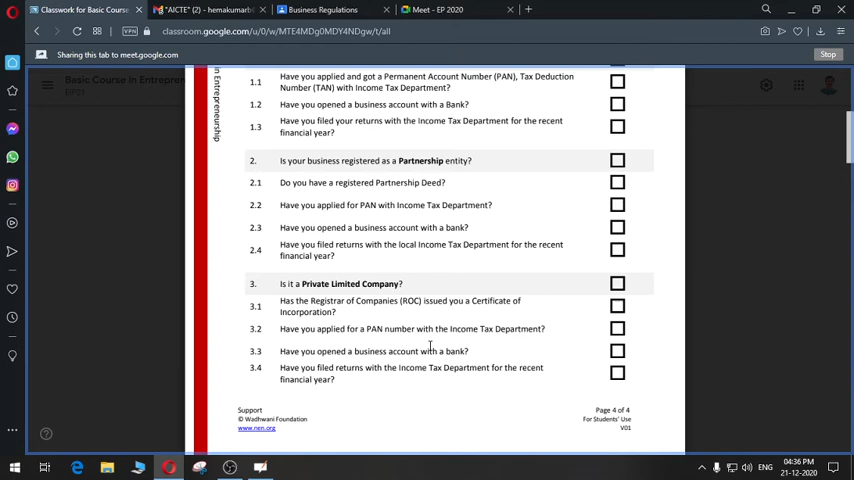 Classwork for Basic Course
"AICTE" - hemakumarb
Business Regulations
Meet - EP 2020
VPN
classroom.google.com/u/0/w/MTE4MDg0MDY4NDgw/t/all
Sharing this tab to meet.google.com
Stop
Basic Course in Entrepren
EP21
in Entrepreneurship
1.1 Have you applied and got a Permanent Account Number (PAN), Tax Deduction
Number (TAN) with Income Tax Department?
1.2 Have you opened a business account with a Bank?
1.3 Have you filed your returns with the Income Tax Department for the recent
financial year?
2. Is your business registered as a Partnership entity?
2.1 Do you have a registered Partnership Deed?
2.2 Have you applied for PAN with Income Tax Department?
2.3 Have you opened a business account with a bank?
2.4 Have you filed returns with the local Income Tax Department for the recent
financial year?
3. Is it a Private Limited Company?
3.1 Has the Registrar of Companies (ROC) issued you a Certificate of
Incorporation?
3.2 Have you applied for a PAN number with the Income Tax Department?
3.3 Have you opened a business account with a bank?
3.4 Have you filed returns with the Income Tax Department for the recent
financial year?
Support
© Wadhwani Foundation
www.nen.org
Page 4 of 4
For Students' Use
V01
ENG
04:36 PM
21-12-2020